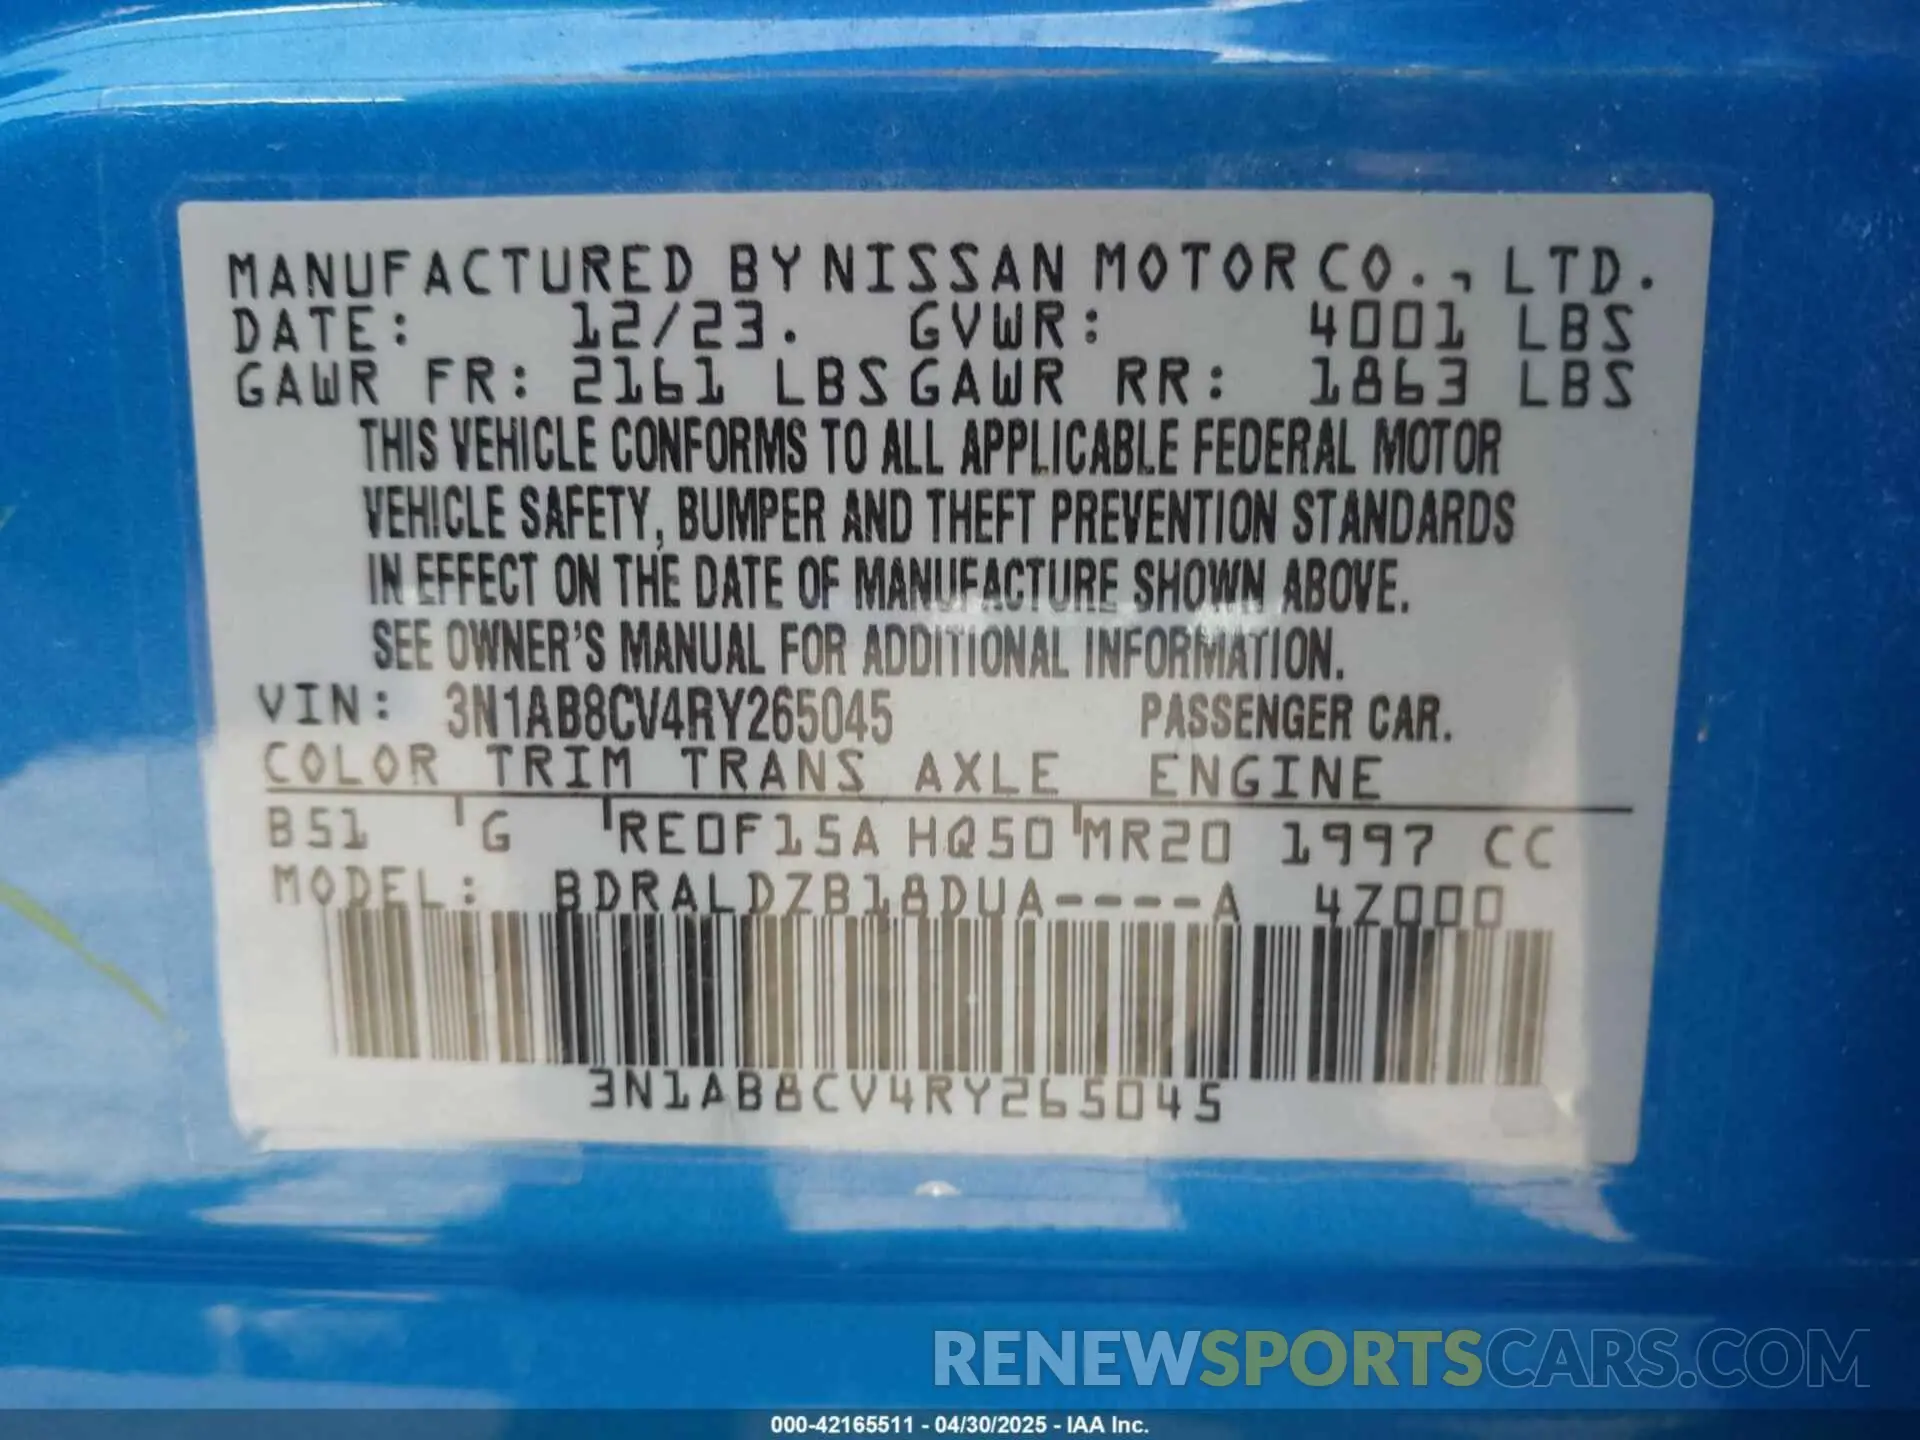 MANUFACTURED BY NISSAN MOTOR CO., LTD.
DATE: 12/23. GVWR: 4001 LBS
GAWR FR: 2161 LBS GAWR RR: 1863 LBS
THIS VEHICLE CONFORMS TO ALL APPLICABLE FEDERAL MOTOR
VEHICLE SAFETY, BUMPER AND THEFT PREVENTION STANDARDS
IN EFFECT ON THE DATE OF MANUFACTURE SHOWN ABOVE.
SEE OWNER'S MANUAL FOR ADDITIONAL INFORMATION.
VIN: 3N1AB8CV4RY265045 PASSENGER CAR.
COLOR TRIM TRANS AXLE ENGINE
B51 G RE0F15A HQ50 MR20 1997 CC
MODEL: BDRALDZB18DUA----A 4Z000
3N1AB8CV4RY265045
RENEWSPORTSCARS.COM
000-42165511 - 04/30/2025 - IAA Inc.